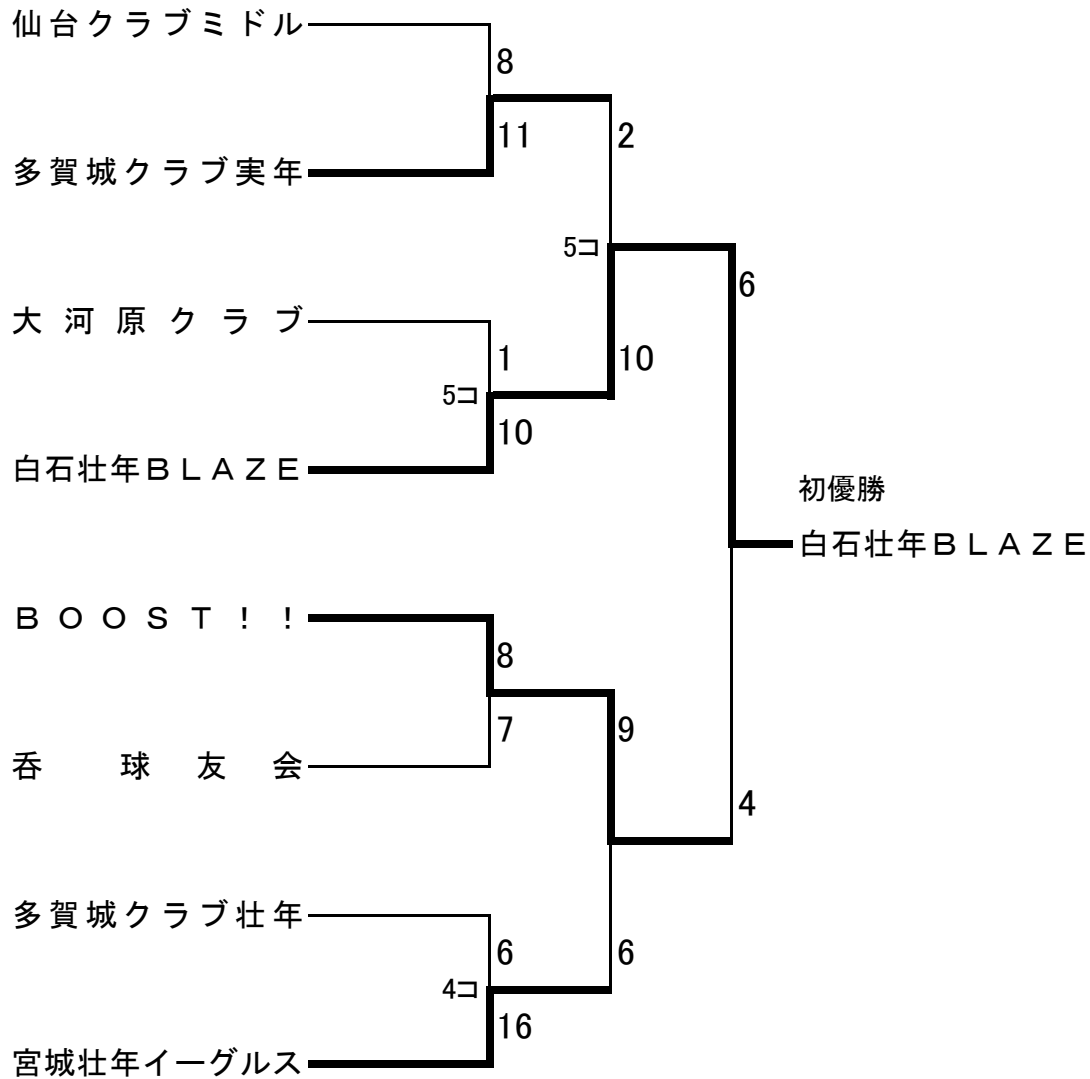 仙台クラブミドル
8
11
2
多賀城クラブ実年
5コ
6
大河原クラブ
1
10
5コ
10
白石壮年ＢＬＡＺＥ
初優勝
白石壮年ＢＬＡＺＥ
ＢＯＯＳＴ！！
8
7
9
呑球友会
4
多賀城クラブ壮年
6
6
4コ
16
宮城壮年イーグルス